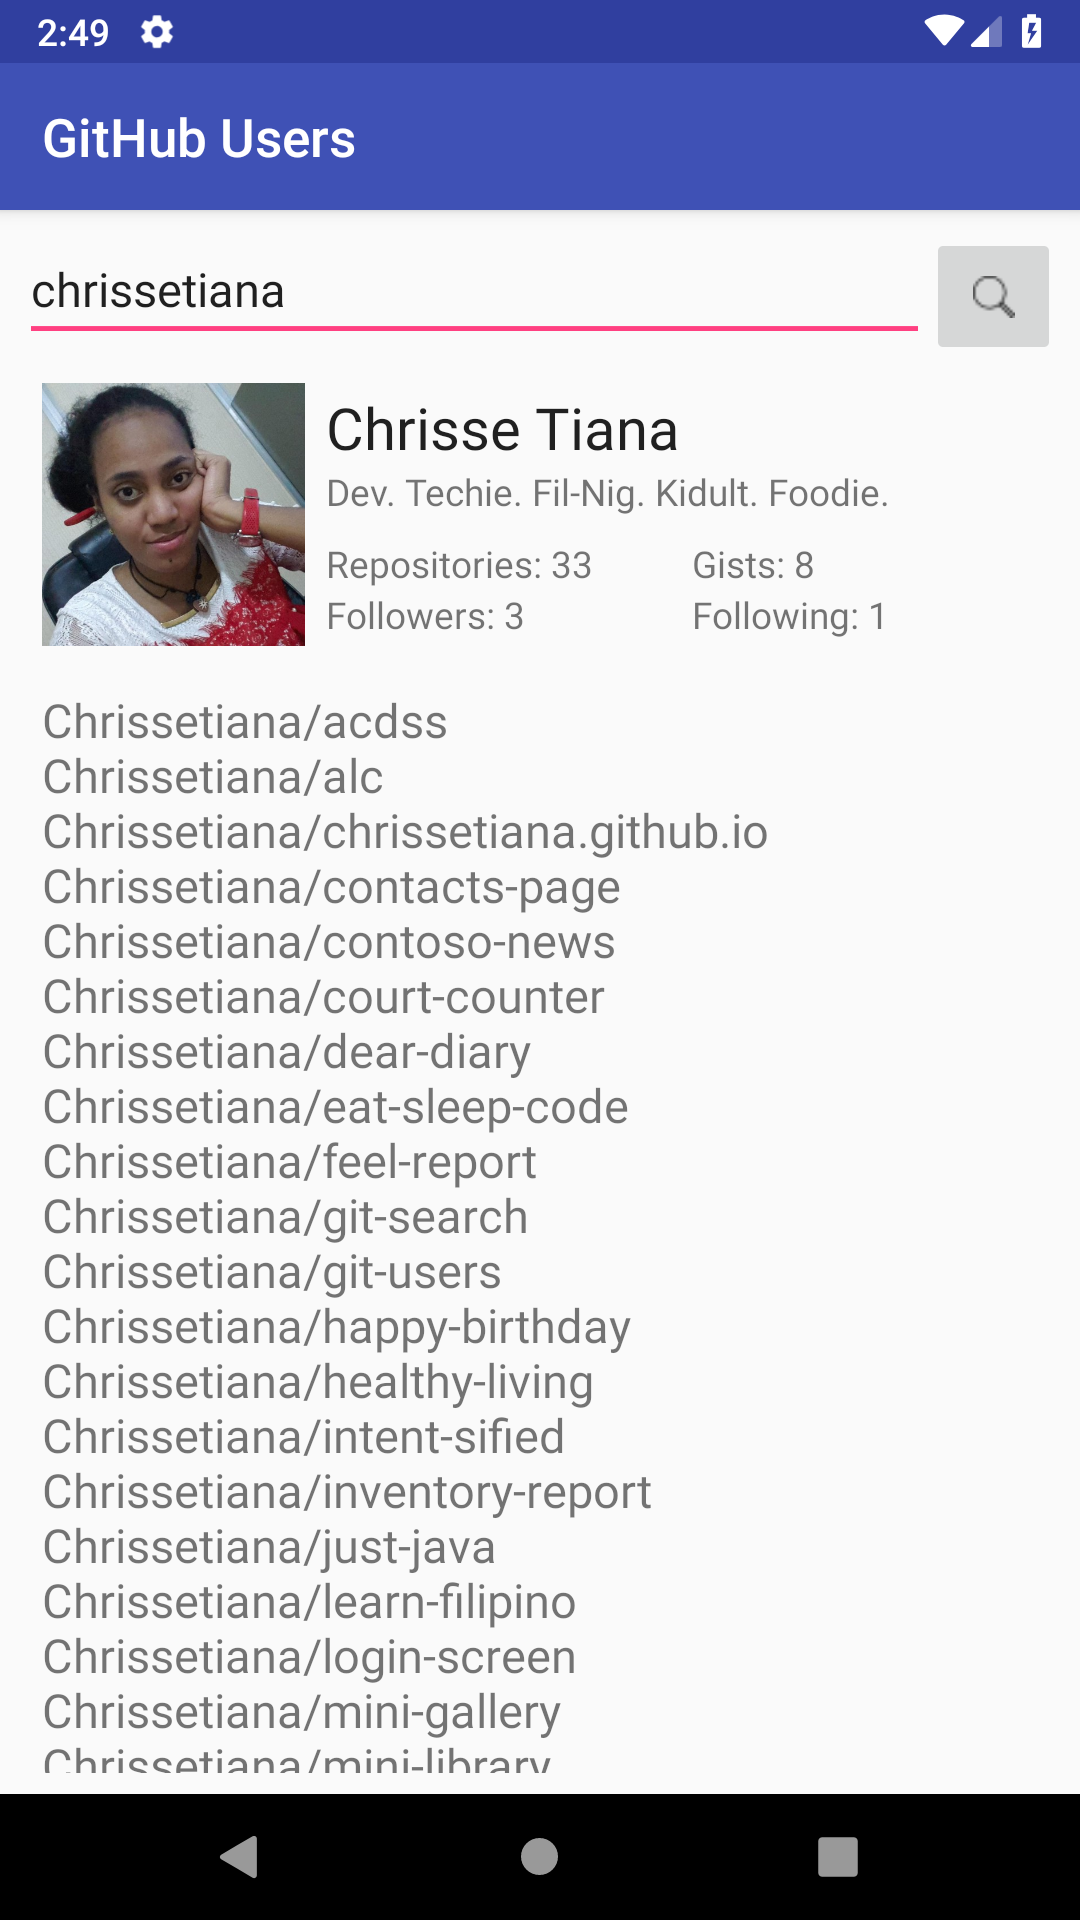 2:49
GitHub Users
chrissetiana
Chrisse Tiana
Dev. Techie. Fil-Nig. Kidult. Foodie.
Repositories: 33 Gists: 8
Followers: 3 Following: 1
Chrissetiana/acdss
Chrissetiana/alc
Chrissetiana/chrissetiana.github.io
Chrissetiana/contacts-page
Chrissetiana/contoso-news
Chrissetiana/court-counter
Chrissetiana/dear-diary
Chrissetiana/eat-sleep-code
Chrissetiana/feel-report
Chrissetiana/git-search
Chrissetiana/git-users
Chrissetiana/happy-birthday
Chrissetiana/healthy-living
Chrissetiana/intent-sified
Chrissetiana/inventory-report
Chrissetiana/just-java
Chrissetiana/learn-filipino
Chrissetiana/login-screen
Chrissetiana/mini-gallery
Chrissetiana/mini-library